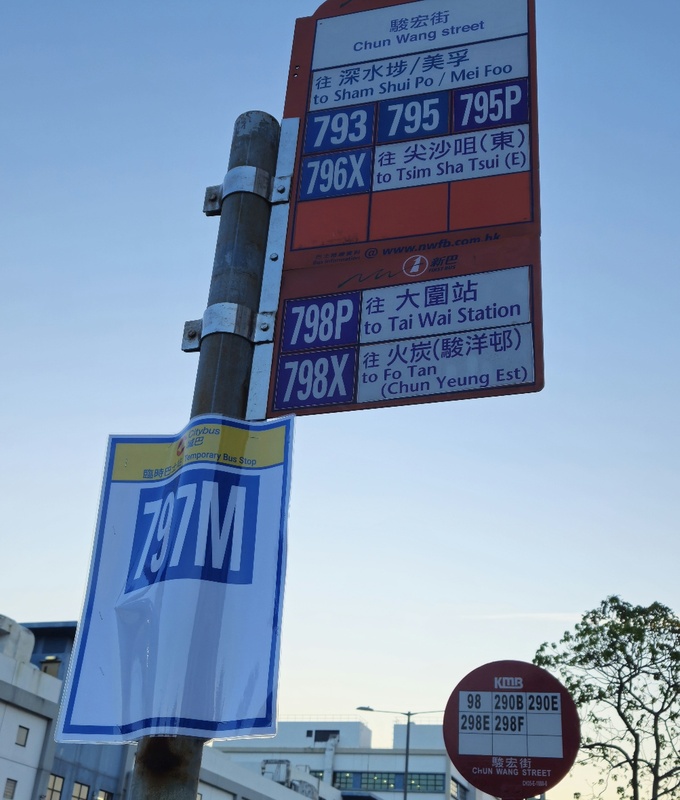 駿宏街
Chun Wang street
往 深水埗/美孚
to Sham Shui Po / Mei Foo
793 795 795P
796X 往 尖沙咀(東)
to Tsim Sha Tsui (E)
@ www.nwfb.com.hk
新巴
798P 往 大圍站
to Tai Wai Station
798X 往 火炭(駿洋邨)
to Fo Tan
(Chun Yeung Est)
Citybus
城巴
臨時巴士站 Temporary Bus Stop
797M
KMB
98 290B 290E
298E 298F
駿宏街
CHUN WANG STREET